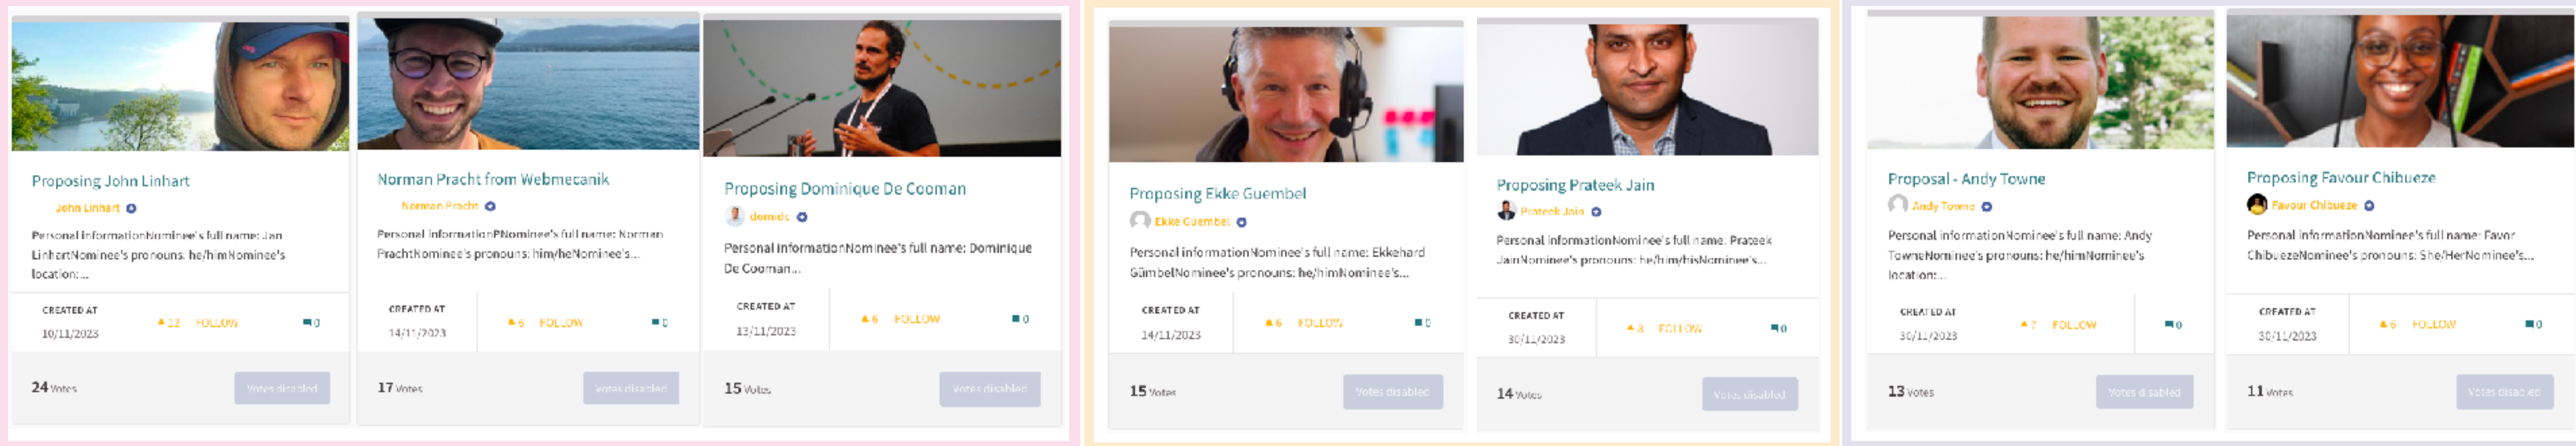 Proposing John Linhart
John Linhart
Personal informationNominee's full name: Jan
LinhartNominee's pronouns: he/himNominee's
location:...
CREATED AT
10/11/2023
12 FOLLOW
0
24 Votes
Votes disabled
Norman Pracht from Webmecanik
Norman Pracht
Personal informationPNominee's full name: Norman
PrachtNominee's pronouns: him/heNominee's...
CREATED AT
14/11/2023
6 FOLLOW
0
17 Votes
Votes disabled
Proposing Dominique De Cooman
domidc
Personal informationNominee's full name: Dominique
De Cooman...
CREATED AT
13/11/2023
6 FOLLOW
0
15 Votes
Votes disabled
Proposing Ekke Guembel
Ekke Guembel
Personal informationNominee's full name: Ekkehard
GümbelNominee's pronouns: he/himNominee's...
CREATED AT
14/11/2023
6 FOLLOW
0
15 Votes
Votes disabled
Proposing Prateek Jain
Prateek Jain
Personal informationNominee's full name: Prateek
JainNominee's pronouns: he/him/hisNominee's...
CREATED AT
30/11/2023
8 FOLLOW
0
14 Votes
Votes disabled
Proposal - Andy Towne
Andy Towne
Personal informationNominee's full name: Andy
TowneNominee's pronouns: he/himNominee's
location:...
CREATED AT
30/11/2023
7 FOLLOW
0
13 Votes
Votes disabled
Proposing Favour Chibueze
Favour Chibueze
Personal informationNominee's full name: Favor
ChibuezeNominee's pronouns: She/HerNominee's...
CREATED AT
30/11/2023
6 FOLLOW
0
11 Votes
Votes disabled